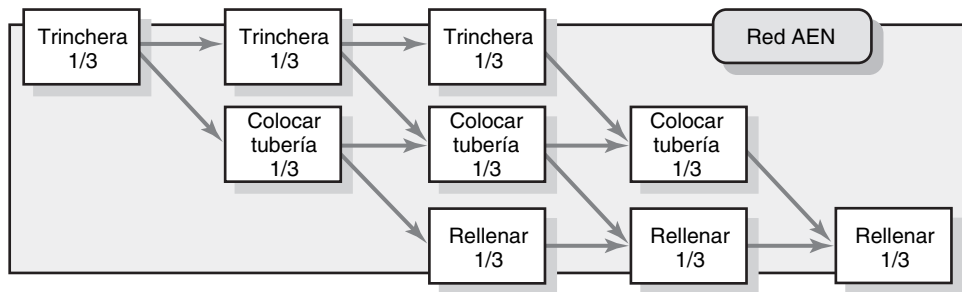 Trinchera
1/3
Trinchera
1/3
Trinchera
1/3
Red AEN
Colocar
tubería
1/3
Colocar
tubería
1/3
Colocar
tubería
1/3
Rellenar
1/3
Rellenar
1/3
Rellenar
1/3